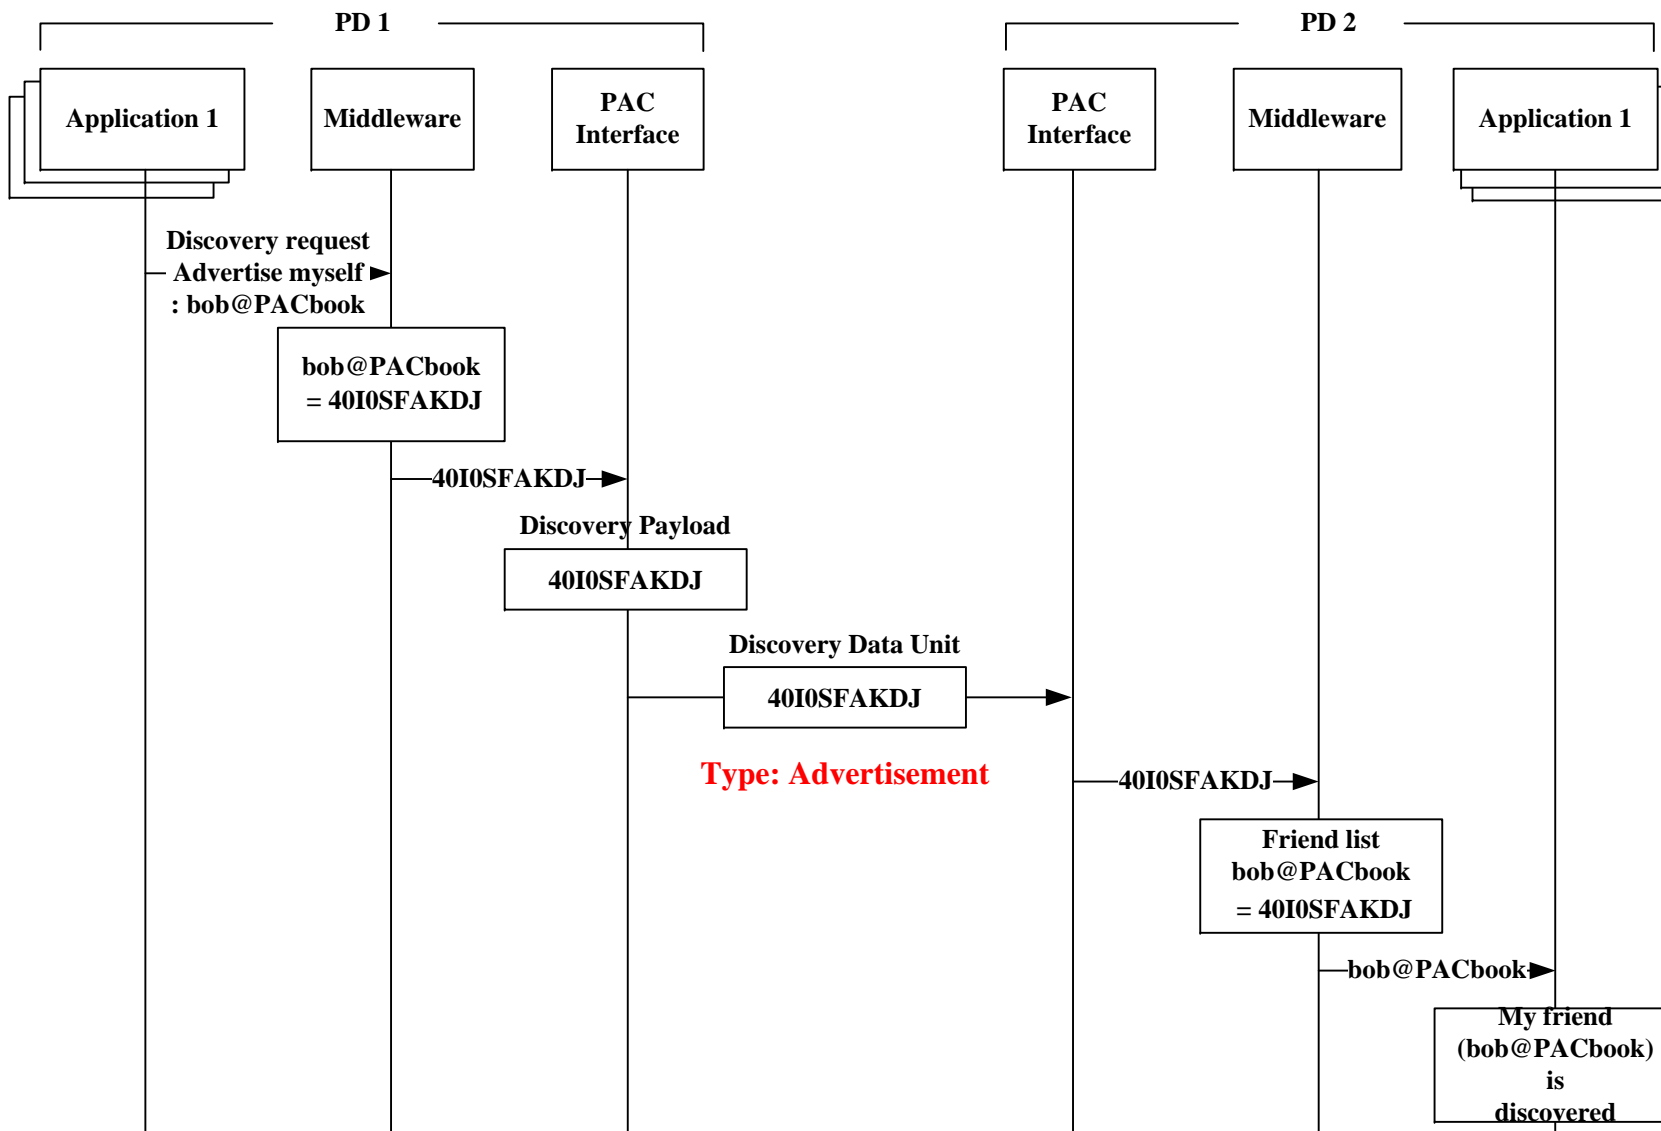 PD 1
PD 2
Application 1
Middleware
PAC
Interface
PAC
Interface
Middleware
Application 1
Discovery request
Advertise myself
: bob@PACbook
bob@PACbook
= 40I0SFAKDJ
40I0SFAKDJ
Discovery Payload
40I0SFAKDJ
Discovery Data Unit
40I0SFAKDJ
Type: Advertisement
40I0SFAKDJ
Friend list
bob@PACbook
= 40I0SFAKDJ
bob@PACbook
My friend
(bob@PACbook)
is
discovered